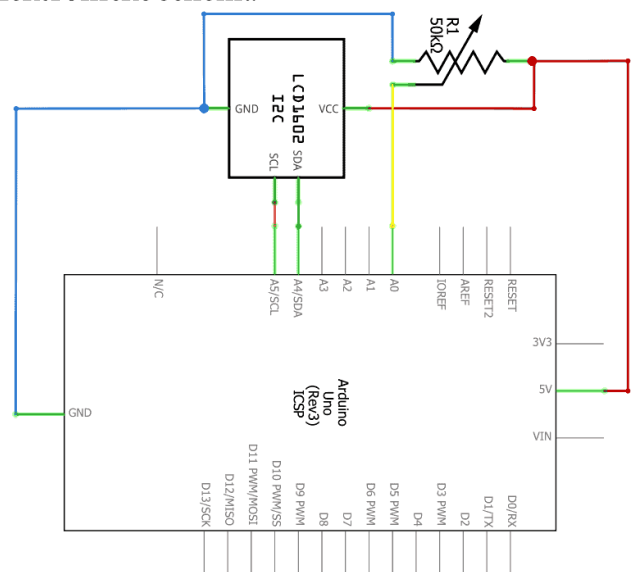 R1
50kΩ
LCD1602
I2C
GND
VCC
SCL
SDA
N/C
A5/SCL
A4/SDA
A3
A2
A1
A0
IOREF
AREF
RESET2
RESET
3V3
5V
VIN
GND
Arduino
Uno
(Rev3)
ICSP
D13/SCK
D12/MISO
D11 PWM/MOSI
D10 PWM/SS
D9 PWM
D8
D7
D6 PWM
D5 PWM
D4
D3 PWM
D2
D1/TX
D0/RX